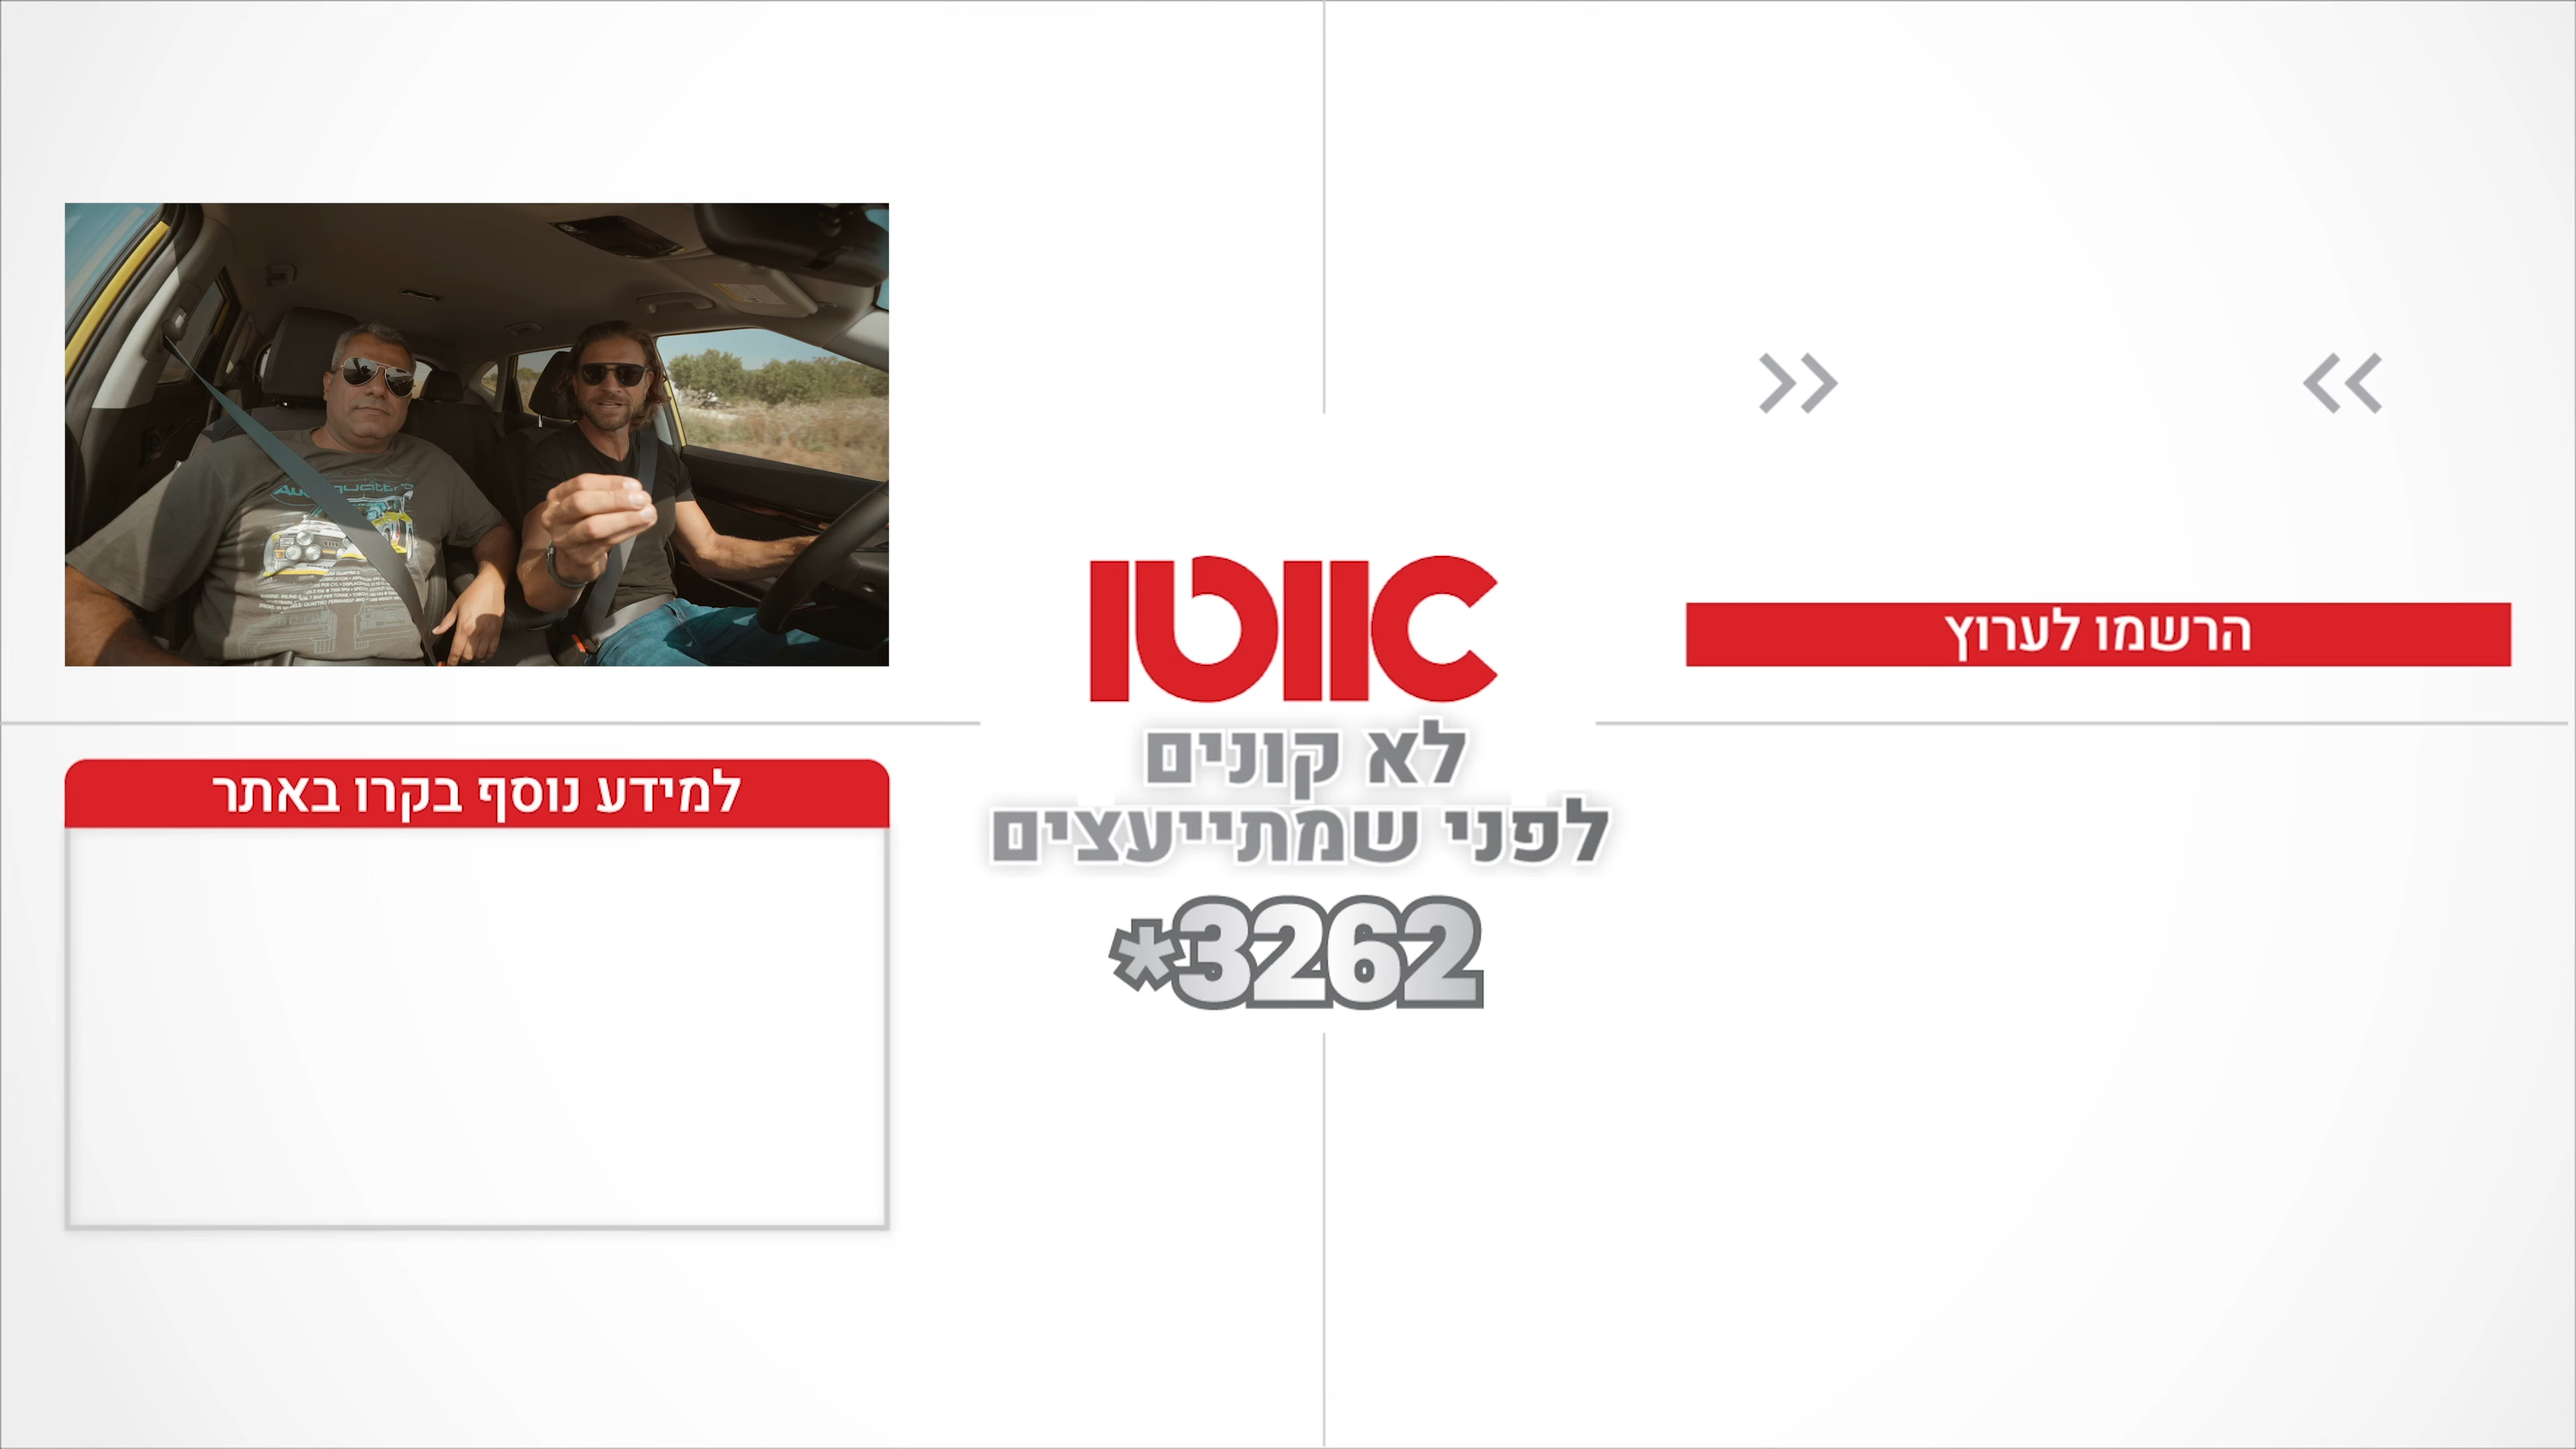 אוטו
לא קונים
לפני שמתייעצים
*3262
הרשמו לערוץ
למידע נוסף בקרו באתר